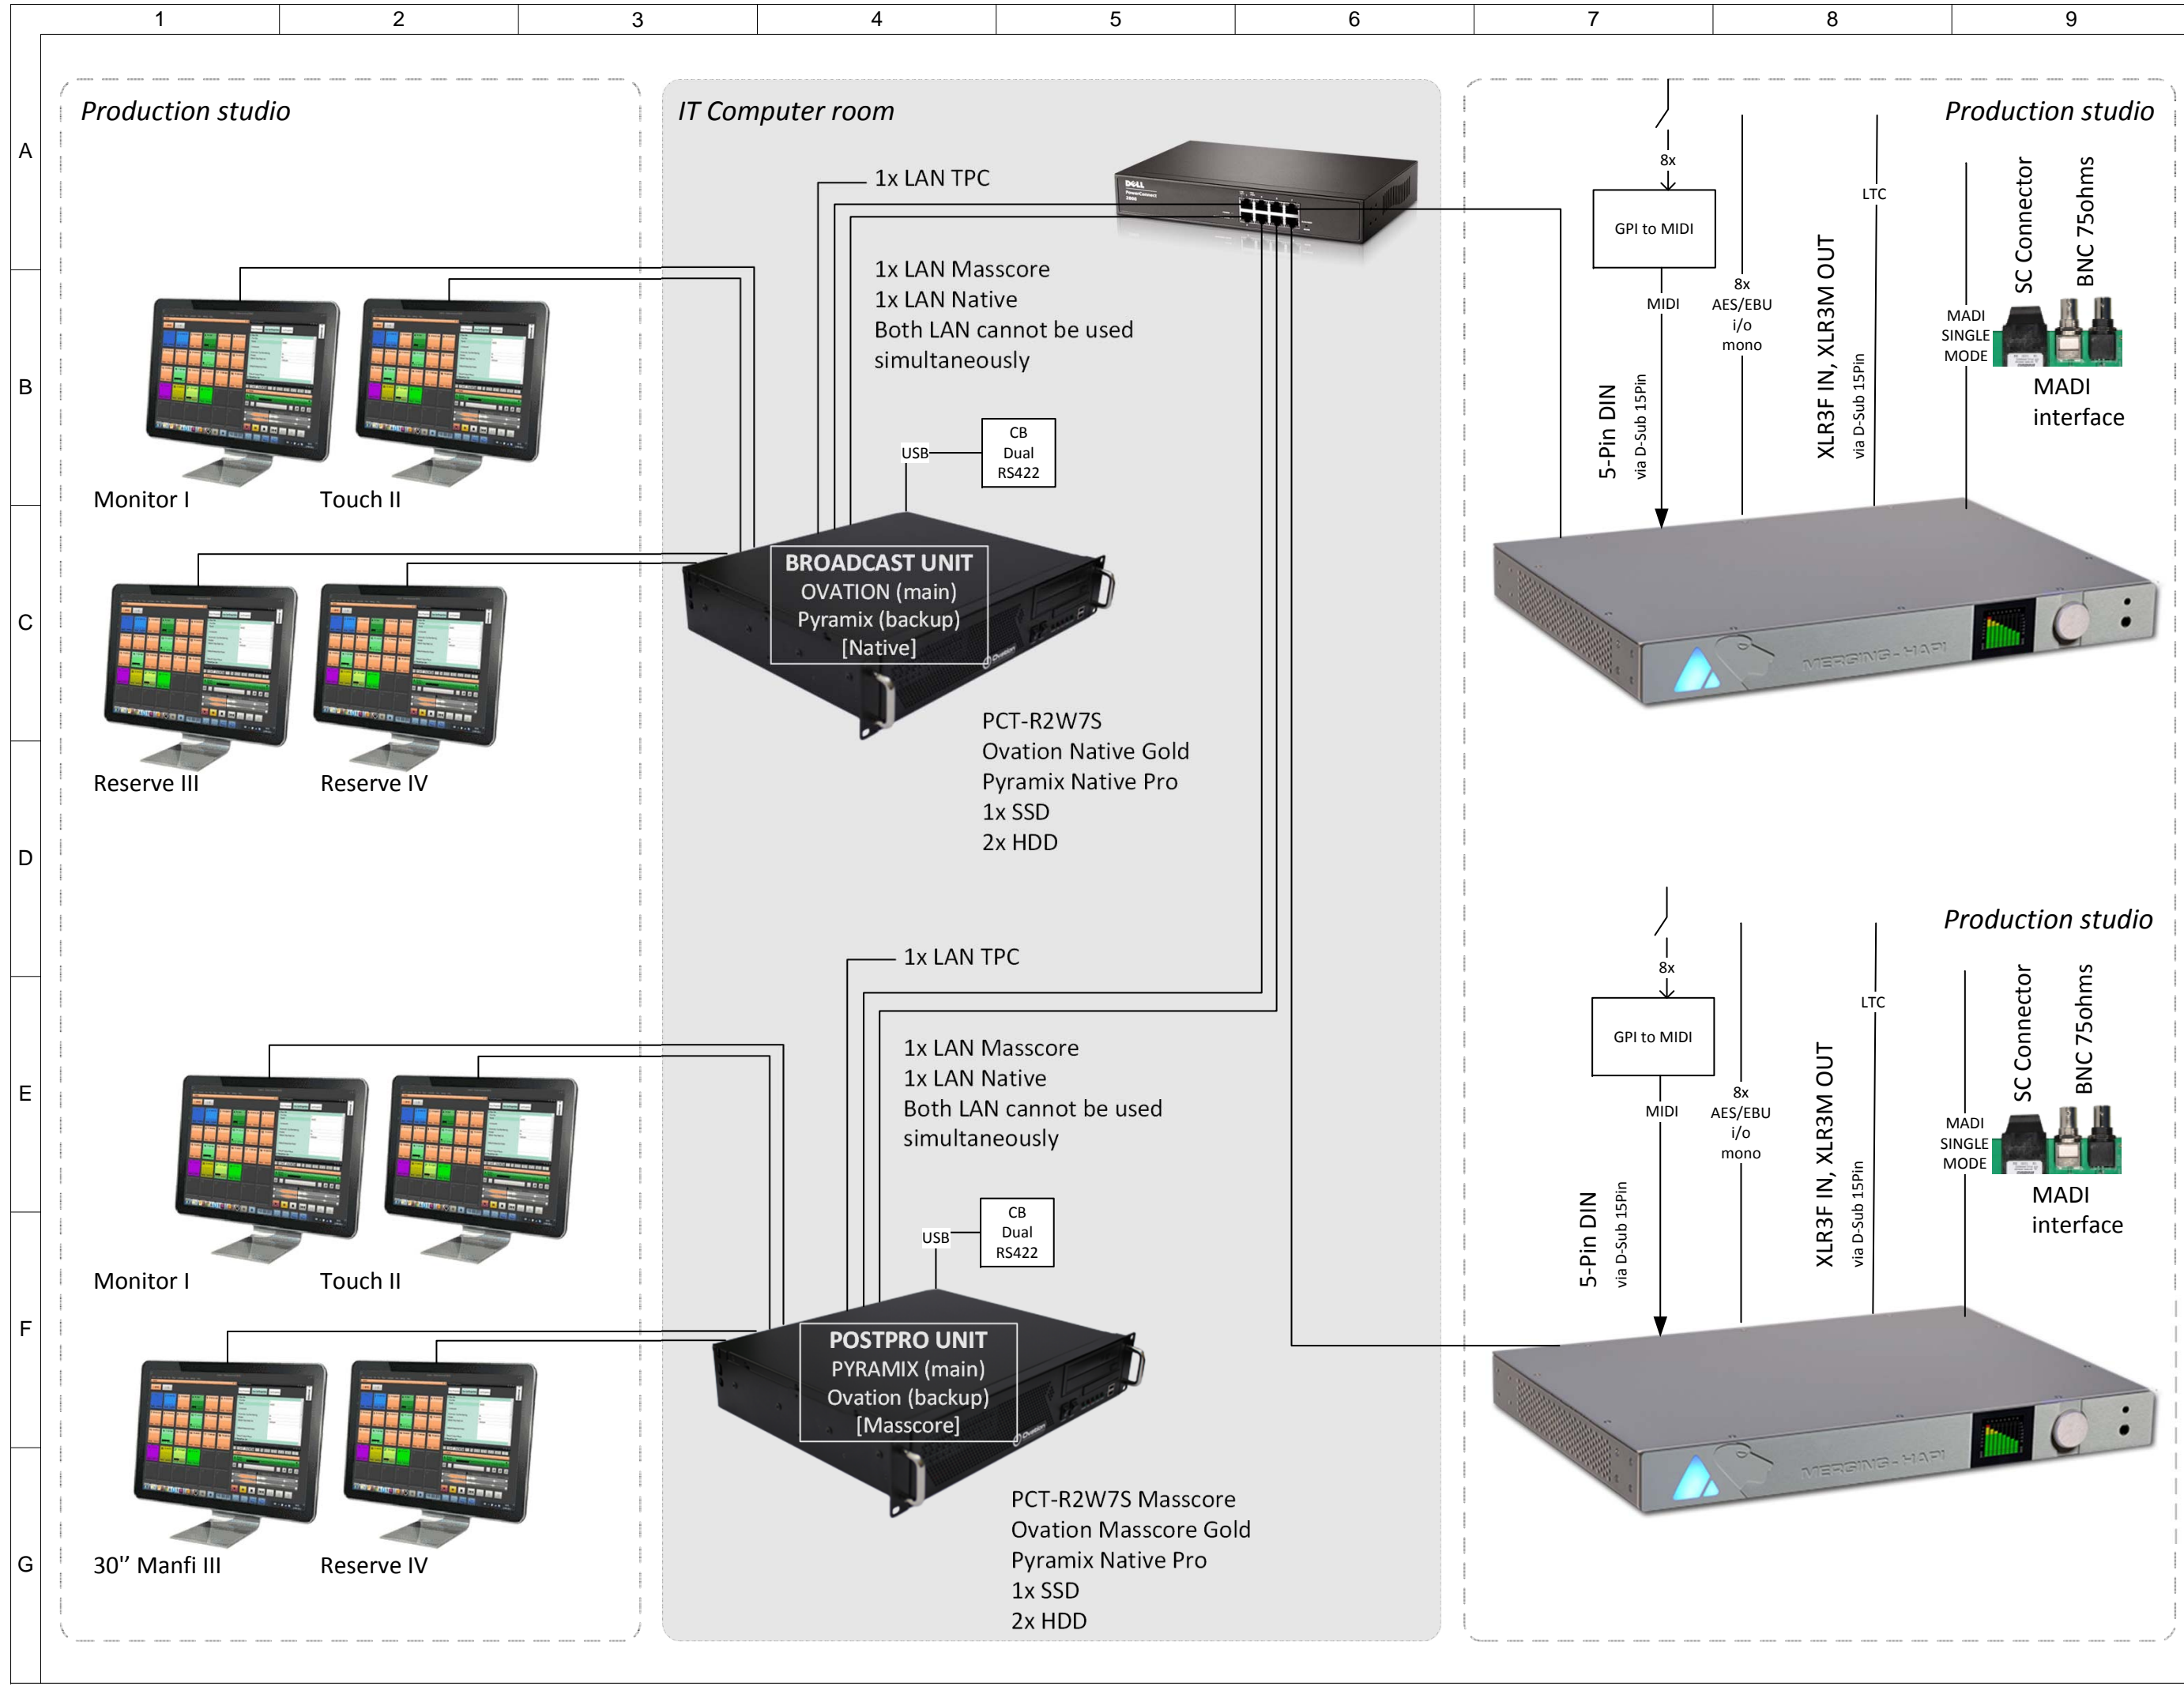 1
2
3
4
5
6
7
8
9
A
B
C
D
E
F
G
Production studio
Monitor I
Touch II
Reserve III
Reserve IV
Monitor I
Touch II
30'' Manfi III
Reserve IV
IT Computer room
1x LAN TPC
DELL
PowerConnect
1x LAN Masscore
1x LAN Native
Both LAN cannot be used
simultaneously
USB
CB
Dual
RS422
BROADCAST UNIT
OVATION (main)
Pyramix (backup)
[Native]
Ovation
PCT-R2W7S
Ovation Native Gold
Pyramix Native Pro
1x SSD
2x HDD
1x LAN TPC
1x LAN Masscore
1x LAN Native
Both LAN cannot be used
simultaneously
USB
CB
Dual
RS422
POSTPRO UNIT
PYRAMIX (main)
Ovation (backup)
[Masscore]
Ovation
PCT-R2W7S Masscore
Ovation Masscore Gold
Pyramix Native Pro
1x SSD
2x HDD
Production studio
8x
GPI to MIDI
MIDI
5-Pin DIN
via D-Sub 15Pin
8x
AES/EBU
i/o
mono
XLR3F IN, XLR3M OUT
via D-Sub 15Pin
LTC
MADI
SINGLE
MODE
SC Connector
BNC 75ohms
MADI
interface
MERGING-HAPI
Production studio
8x
GPI to MIDI
MIDI
5-Pin DIN
via D-Sub 15Pin
8x
AES/EBU
i/o
mono
XLR3F IN, XLR3M OUT
via D-Sub 15Pin
LTC
MADI
SINGLE
MODE
SC Connector
BNC 75ohms
MADI
interface
MERGING-HAPI